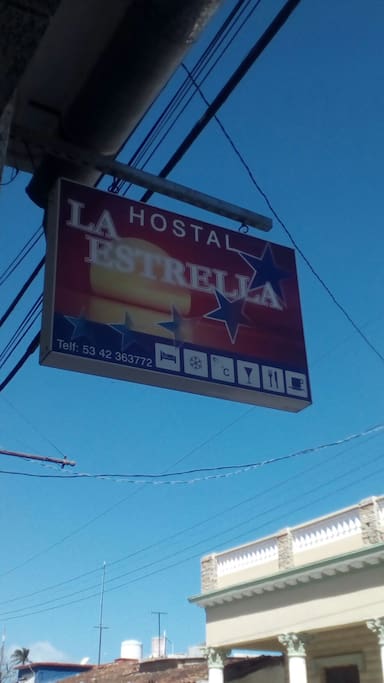 HOSTAL
LA
ESTRELLA
Telf: 53 42 363772
°C